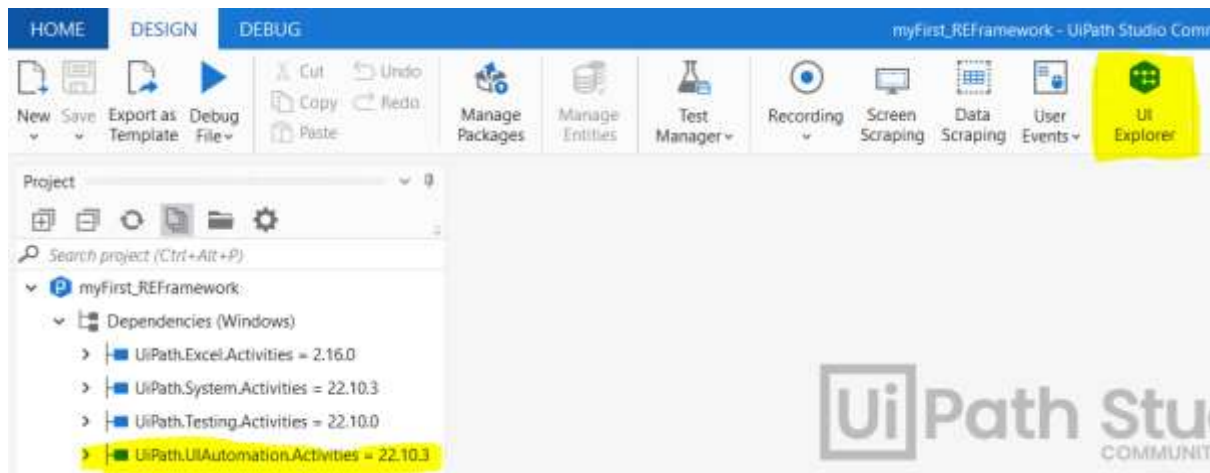 HOME DESIGN DEBUG myFirst_REFramework - UiPath Studio Com
New Save Export as Template Debug File Cut Copy Paste Undo Redo Manage Packages Manage Entities Test Manager Recording Screen Scraping Data Scraping User Events UI Explorer
Project
Search project (Ctrl+Alt+P)
myFirst_REFramework
Dependencies (Windows)
UiPath.Excel.Activities = 2.16.0
UiPath.System.Activities = 22.10.3
UiPath.Testing.Activities = 22.10.0
UiPath.UIAutomation.Activities = 22.10.3
UiPath Stu
COMMUNIT